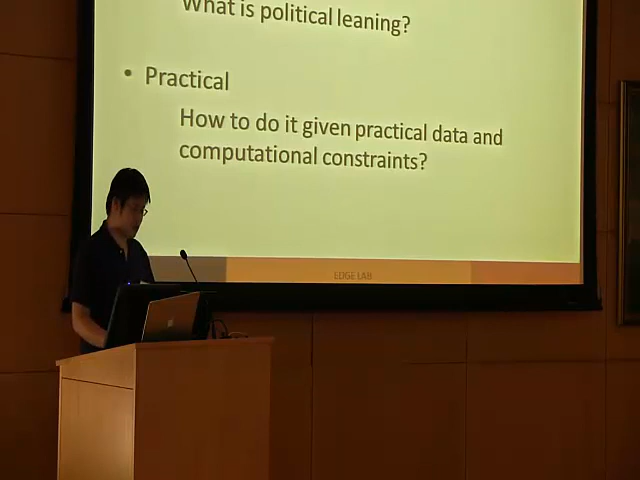 What is political leaning?
• Practical
How to do it given practical data and
computational constraints?
EDGE LAB